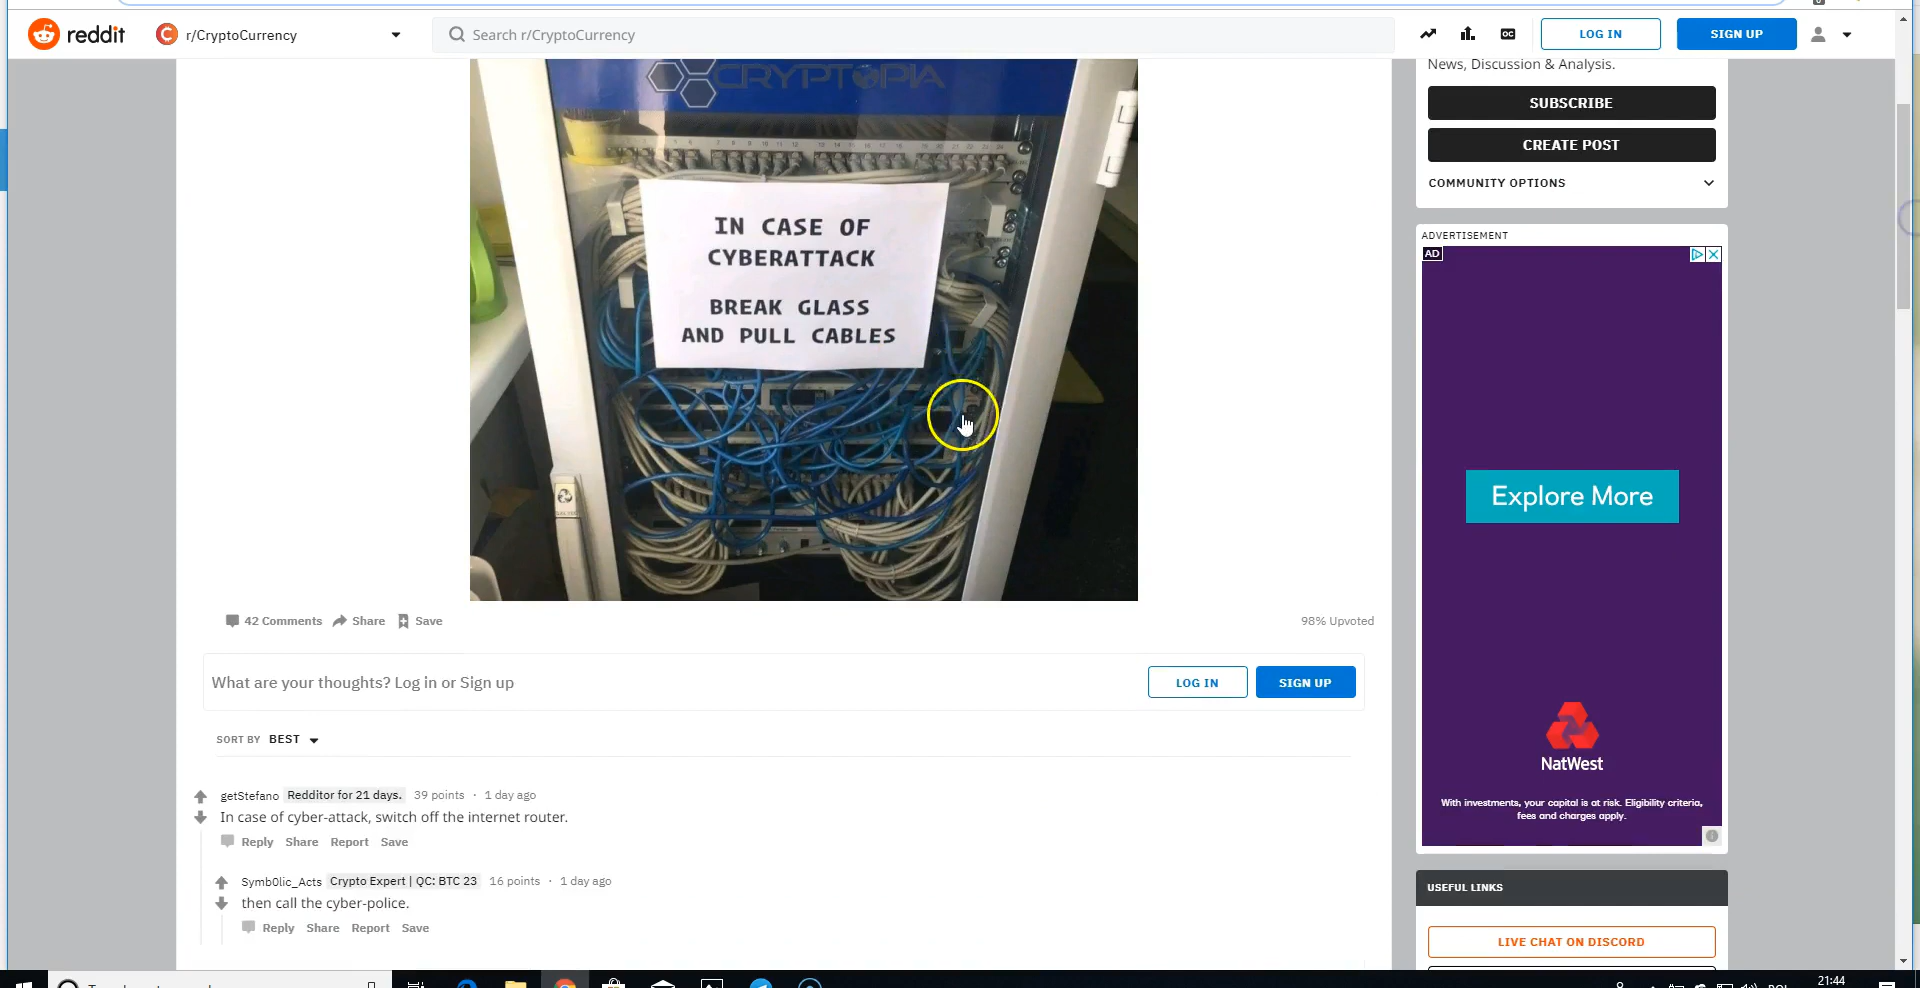 reddit
r/CryptoCurrency
Search r/CryptoCurrency
LOG IN
SIGN UP
CRYPTOPIA
IN CASE OF
CYBERATTACK
BREAK GLASS
AND PULL CABLES
42 Comments Share Save
98% Upvoted
What are your thoughts? Log in or Sign up
LOG IN
SIGN UP
SORT BY BEST
getStefano Redditor for 21 days. 39 points · 1 day ago
In case of cyber-attack, switch off the internet router.
Reply Share Report Save
Symb0lic_Acts Crypto Expert | QC: BTC 23 16 points · 1 day ago
then call the cyber-police.
Reply Share Report Save
News, Discussion & Analysis.
SUBSCRIBE
CREATE POST
COMMUNITY OPTIONS
ADVERTISEMENT
AD
Explore More
NatWest
With investments, your capital is at risk. Eligibility criteria,
fees and charges apply.
USEFUL LINKS
LIVE CHAT ON DISCORD
21:44